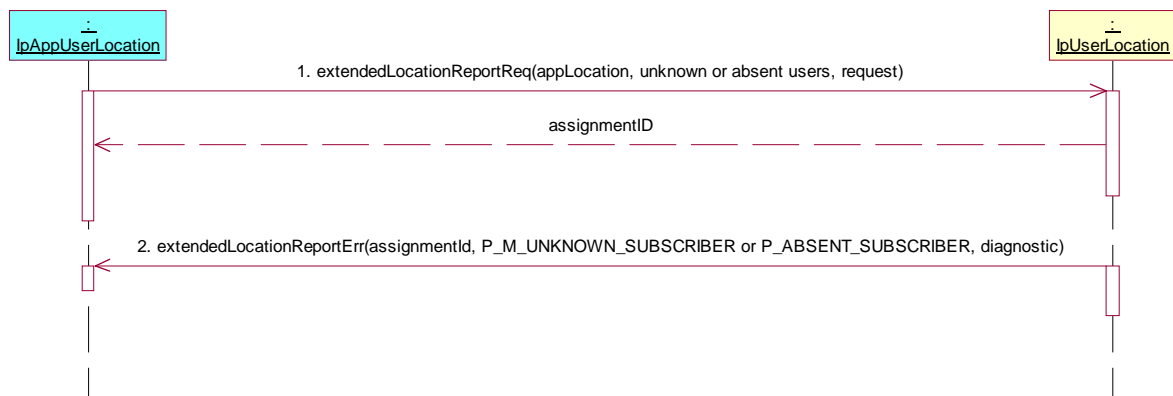 :
IpAppUserLocation
:
IpUserLocation
1. extendedLocationReportReq(appLocation, unknown or absent users, request)
assignmentID
2. extendedLocationReportErr(assignmentId, P_M_UNKNOWN_SUBSCRIBER or P_ABSENT_SUBSCRIBER, diagnostic)